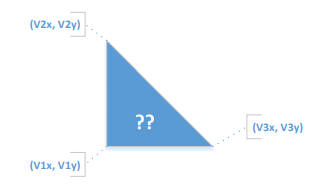 (V2x, V2y)
??
(V3x, V3y)
(V1x, V1y)